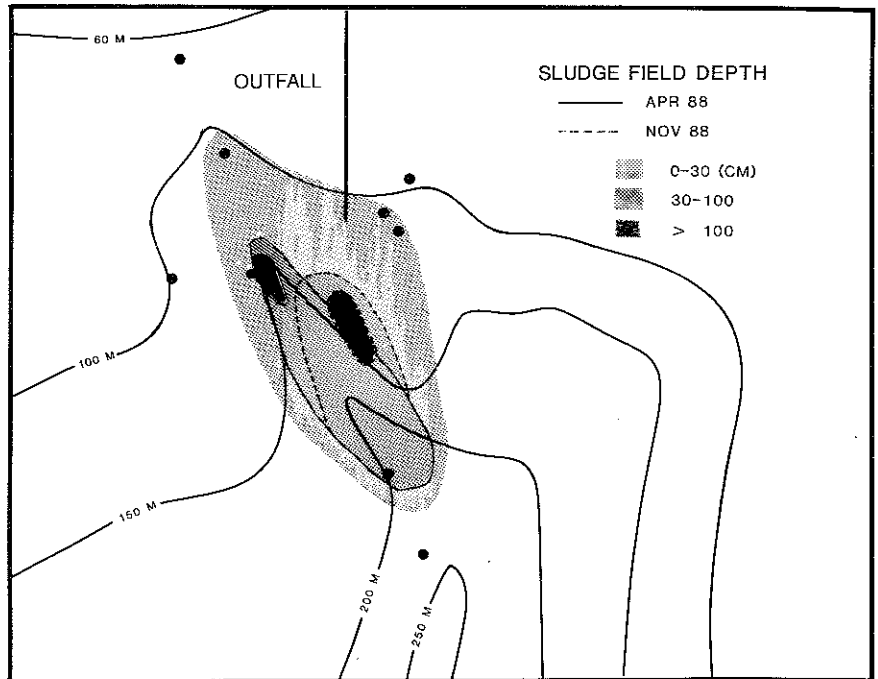 60 M
OUTFALL
SLUDGE FIELD DEPTH
APR 88
NOV 88
0-30 (CM)
30-100
> 100
100 M
150 M
200 M
250 M